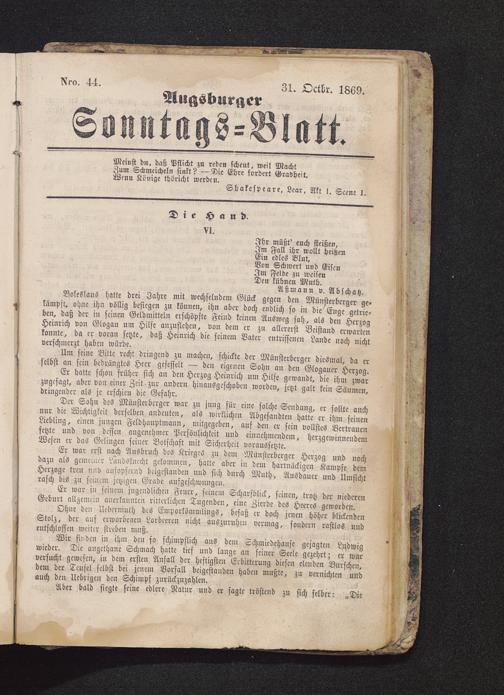 Nro. 44.
31. Octbr. 1869.
Augsburger
Sonntags=Blatt.
Meinst du, daß Pflicht zu reden scheut, weil Macht
Zum Schmeicheln sinkt? — Die Ehre fordert Gradheit,
Wenn Könige thöricht werden.
Shakespeare, Lear, Akt 1. Scene 1.
Die Hand.
VI.
Ihr müßt' euch fleißen,
Im Fall ihr wollt heißen
Ein edles Blut,
Von Schwert und Eisen
Im Felde zu weisen
Den kühnen Muth.
Aßmann v. Abschatz.
Boleslaus hatte drei Jahre mit wechselndem Glück gegen den Münsterberger ge-
kämpft, ohne ihn völlig besiegen zu können, ihn aber doch endlich so in die Enge getrie-
ben, daß der in seinen Geldmitteln erschöpfte Feind keinen Ausweg sah, als den Herzog
Heinrich von Glogau um Hilfe anzuflehen, von dem er zu allererst Beistand erwarten
konnte, da er voran setzte, daß Heinrich die seinem Vater entrissenen Lande noch nicht
verschmerzt haben würde.
Um seine Bitte recht dringend zu machen, schickte der Münsterberger diesmal, da er
selbst an sein bedrängtes Heer gefesselt — den eigenen Sohn an den Glogauer Herzog.
Er hatte schon früher sich an den Herzog Heinrich um Hilfe gewandt, die ihm zwar
zugesagt, aber von einer Zeit zur andern hinausgeschoben worden, jetzt galt kein Säumen,
dringender als je erschien die Gefahr.
Der Sohn des Münsterberger war zu jung für eine solche Sendung, er sollte auch
nur die Wichtigkeit derselben andeuten, als wirklichen Abgesandten hatte er ihm seinen
Liebling, einen jungen Feldhauptmann, mitgegeben, auf den er sein vollstes Vertrauen
setzte und von dessen angenehmer Persönlichkeit und einnehmendem, herzgewinnendem
Wesen er das Gelingen seiner Botschaft mit Sicherheit voraussetzte.
Er war erst nach Ausbruch des Krieges zu dem Münsterberger Herzog und noch
dazu als gemeiner Landsknecht gekommen, hatte aber in dem hartnäckigen Kampfe dem
Herzoge treu und aufopfernd beigestanden und sich durch Muth, Ausdauer und Umsicht
rasch bis zu seinem jetzigen Grade aufgeschwungen.
Er war in seinem jugendlichen Feuer, seinem Scharfblick, seinen, trotz der niederen
Geburt allgemein anerkannten ritterlichen Tugenden, eine Zierde des Heeres geworden.
Ohne den Uebermuth des Emporkömmlings, besaß er doch jenen höher blickenden
Stolz, der auf erworbenen Lorbeeren nicht auszuruhen vermag, sondern rastlos und
entschlossen weiter streben muß.
Wir finden in ihm den so schimpflich aus dem Schmiedehause gejagten Ludwig
wieder. Die angethane Schmach hatte tief und lange an seiner Seele gezehrt; er war
versucht gewesen, in dem ersten Anfall der heftigsten Erbitterung diesen elenden Burschen,
dem der Teufel selbst bei jenem Vorfall beigestanden haben mußte, zu vernichten und
auch den Uebrigen den Schimpf zurückzuzahlen.
Aber bald siegte seine edlere Natur und er sagte tröstend zu sich selber: „Die